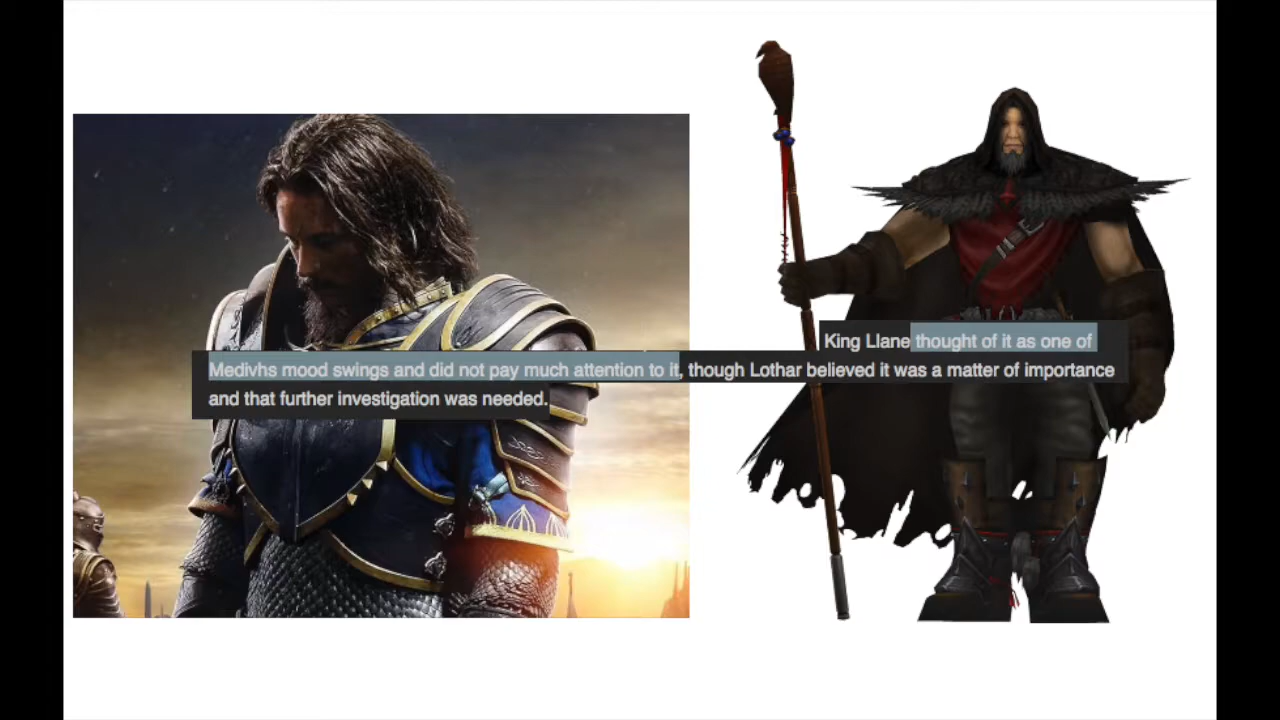 King Llane thought of it as one of
Medivhs mood swings and did not pay much attention to it, though Lothar believed it was a matter of importance
and that further investigation was needed.